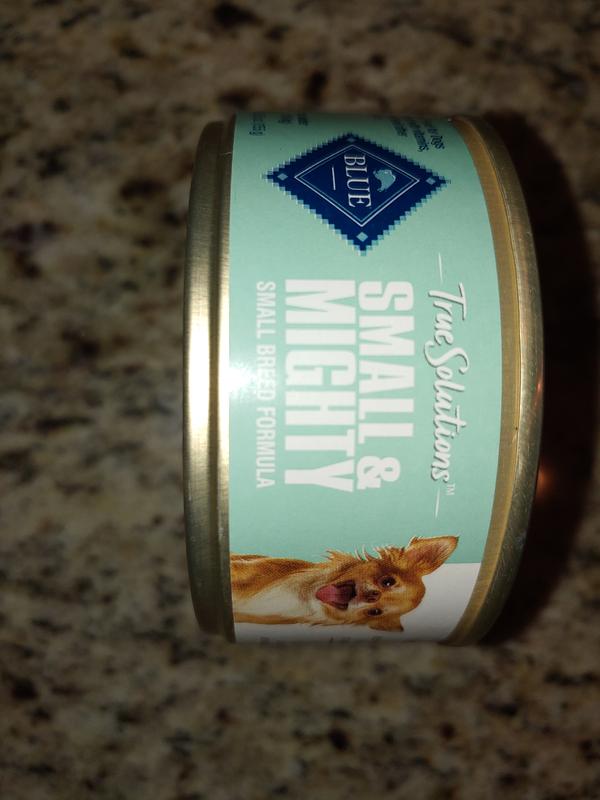 BLUE
True Solutions™
SMALL &
MIGHTY
SMALL BREED FORMULA